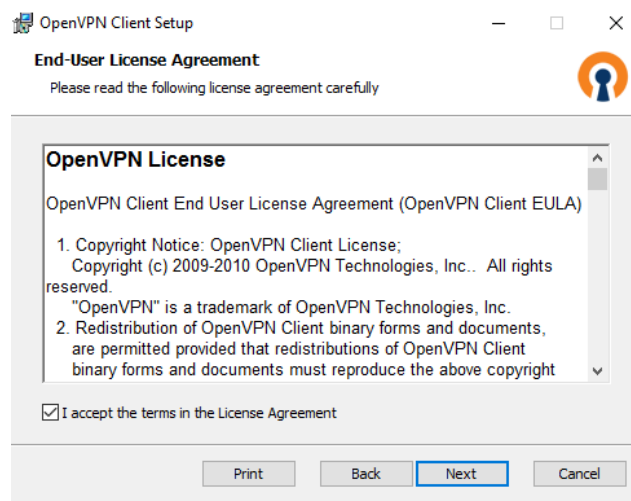 OpenVPN Client Setup
End-User License Agreement
Please read the following license agreement carefully
OpenVPN License
OpenVPN Client End User License Agreement (OpenVPN Client EULA)
1. Copyright Notice: OpenVPN Client License;
Copyright (c) 2009-2010 OpenVPN Technologies, Inc.. All rights
reserved.
"OpenVPN" is a trademark of OpenVPN Technologies, Inc.
2. Redistribution of OpenVPN Client binary forms and documents,
are permitted provided that redistributions of OpenVPN Client
binary forms and documents must reproduce the above copyright
I accept the terms in the License Agreement
Print Back Next Cancel